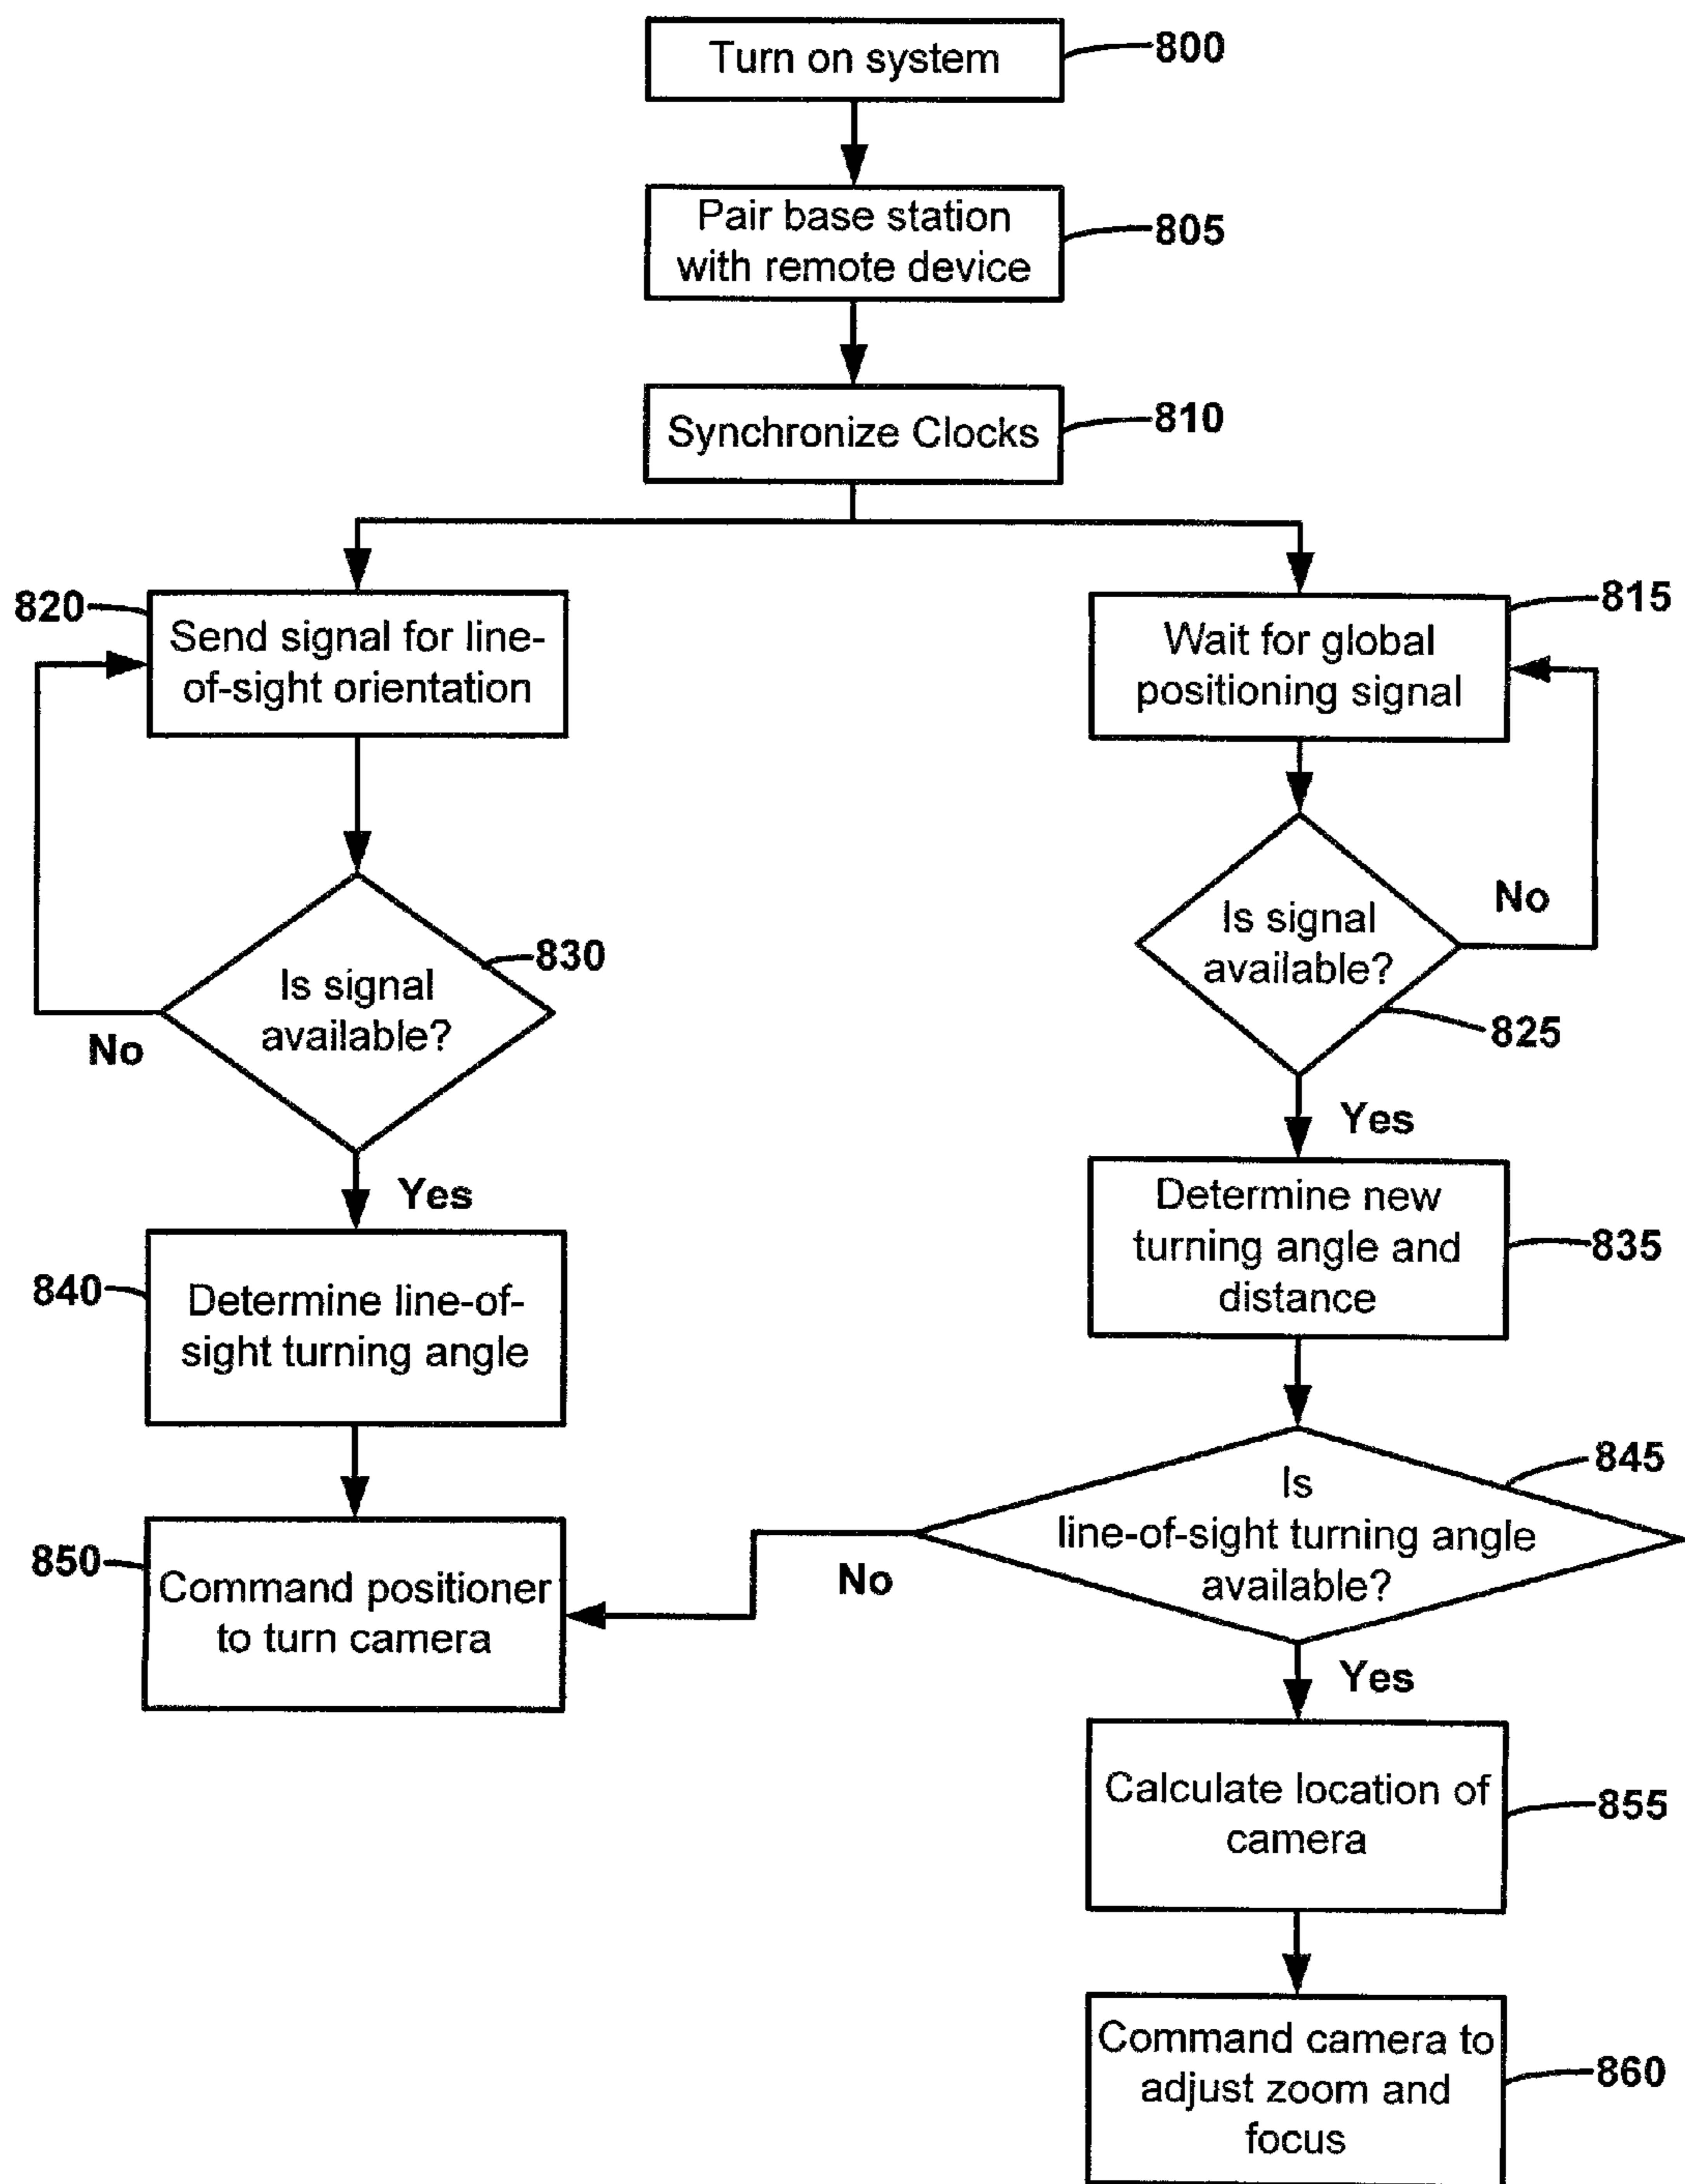 Turn on system
800
Pair base station
with remote device
805
Synchronize Clocks
810
820
Send signal for line-
of-sight orientation
815
Wait for global
positioning signal
Is signal
available?
830
No
Yes
Is signal
available?
No
825
Yes
840
Determine line-of-
sight turning angle
Determine new
turning angle and
distance
835
850
Command positioner
to turn camera
Is
line-of-sight turning angle
available?
845
No
Yes
Calculate location of
camera
855
Command camera to
adjust zoom and
focus
860